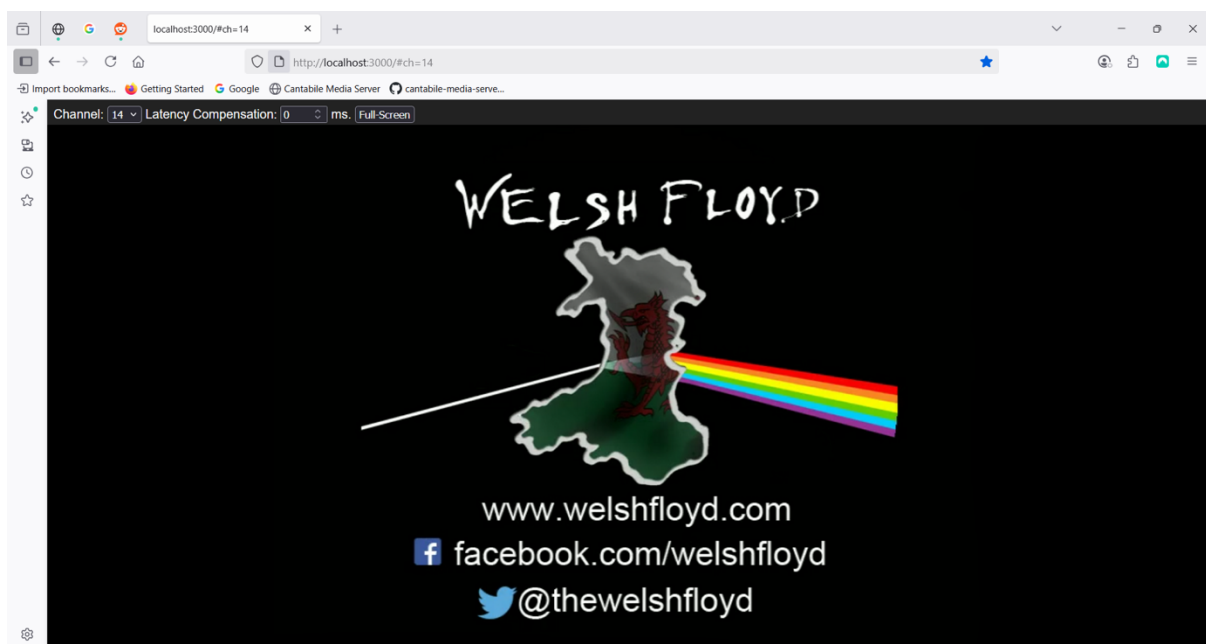 localhost:3000/#ch=14
http://localhost:3000/#ch=14
Import bookmarks... Getting Started Google Cantabile Media Server cantabile-media-serve...
Channel: 14 Latency Compensation: 0 ms. Full-Screen
WELSH FLOYD
www.welshfloyd.com
facebook.com/welshfloyd
@thewelshfloyd